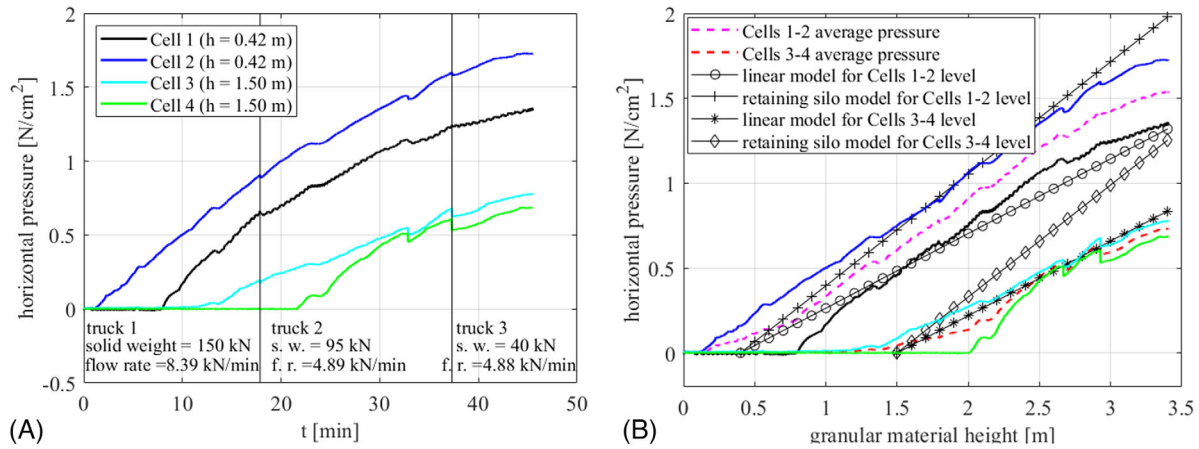 2
1.5
1
0.5
0
-0.5
horizontal pressure [N/cm²]
Cell 1 (h = 0.42 m)
Cell 2 (h = 0.42 m)
Cell 3 (h = 1.50 m)
Cell 4 (h = 1.50 m)
truck 1
solid weight = 150 kN
flow rate =8.39 kN/min
truck 2
s. w. = 95 kN
f. r. =4.89 kN/min
truck 3
s. w. = 40 kN
f. r. =4.88 kN/min
0 10 20 30 40 50
t [min]
(A)
2
1.5
1
0.5
0
horizontal pressure [N/cm²]
Cells 1-2 average pressure
Cells 3-4 average pressure
linear model for Cells 1-2 level
retaining silo model for Cells 1-2 level
linear model for Cells 3-4 level
retaining silo model for Cells 3-4 level
0 0.5 1 1.5 2 2.5 3 3.5
granular material height [m]
(B)